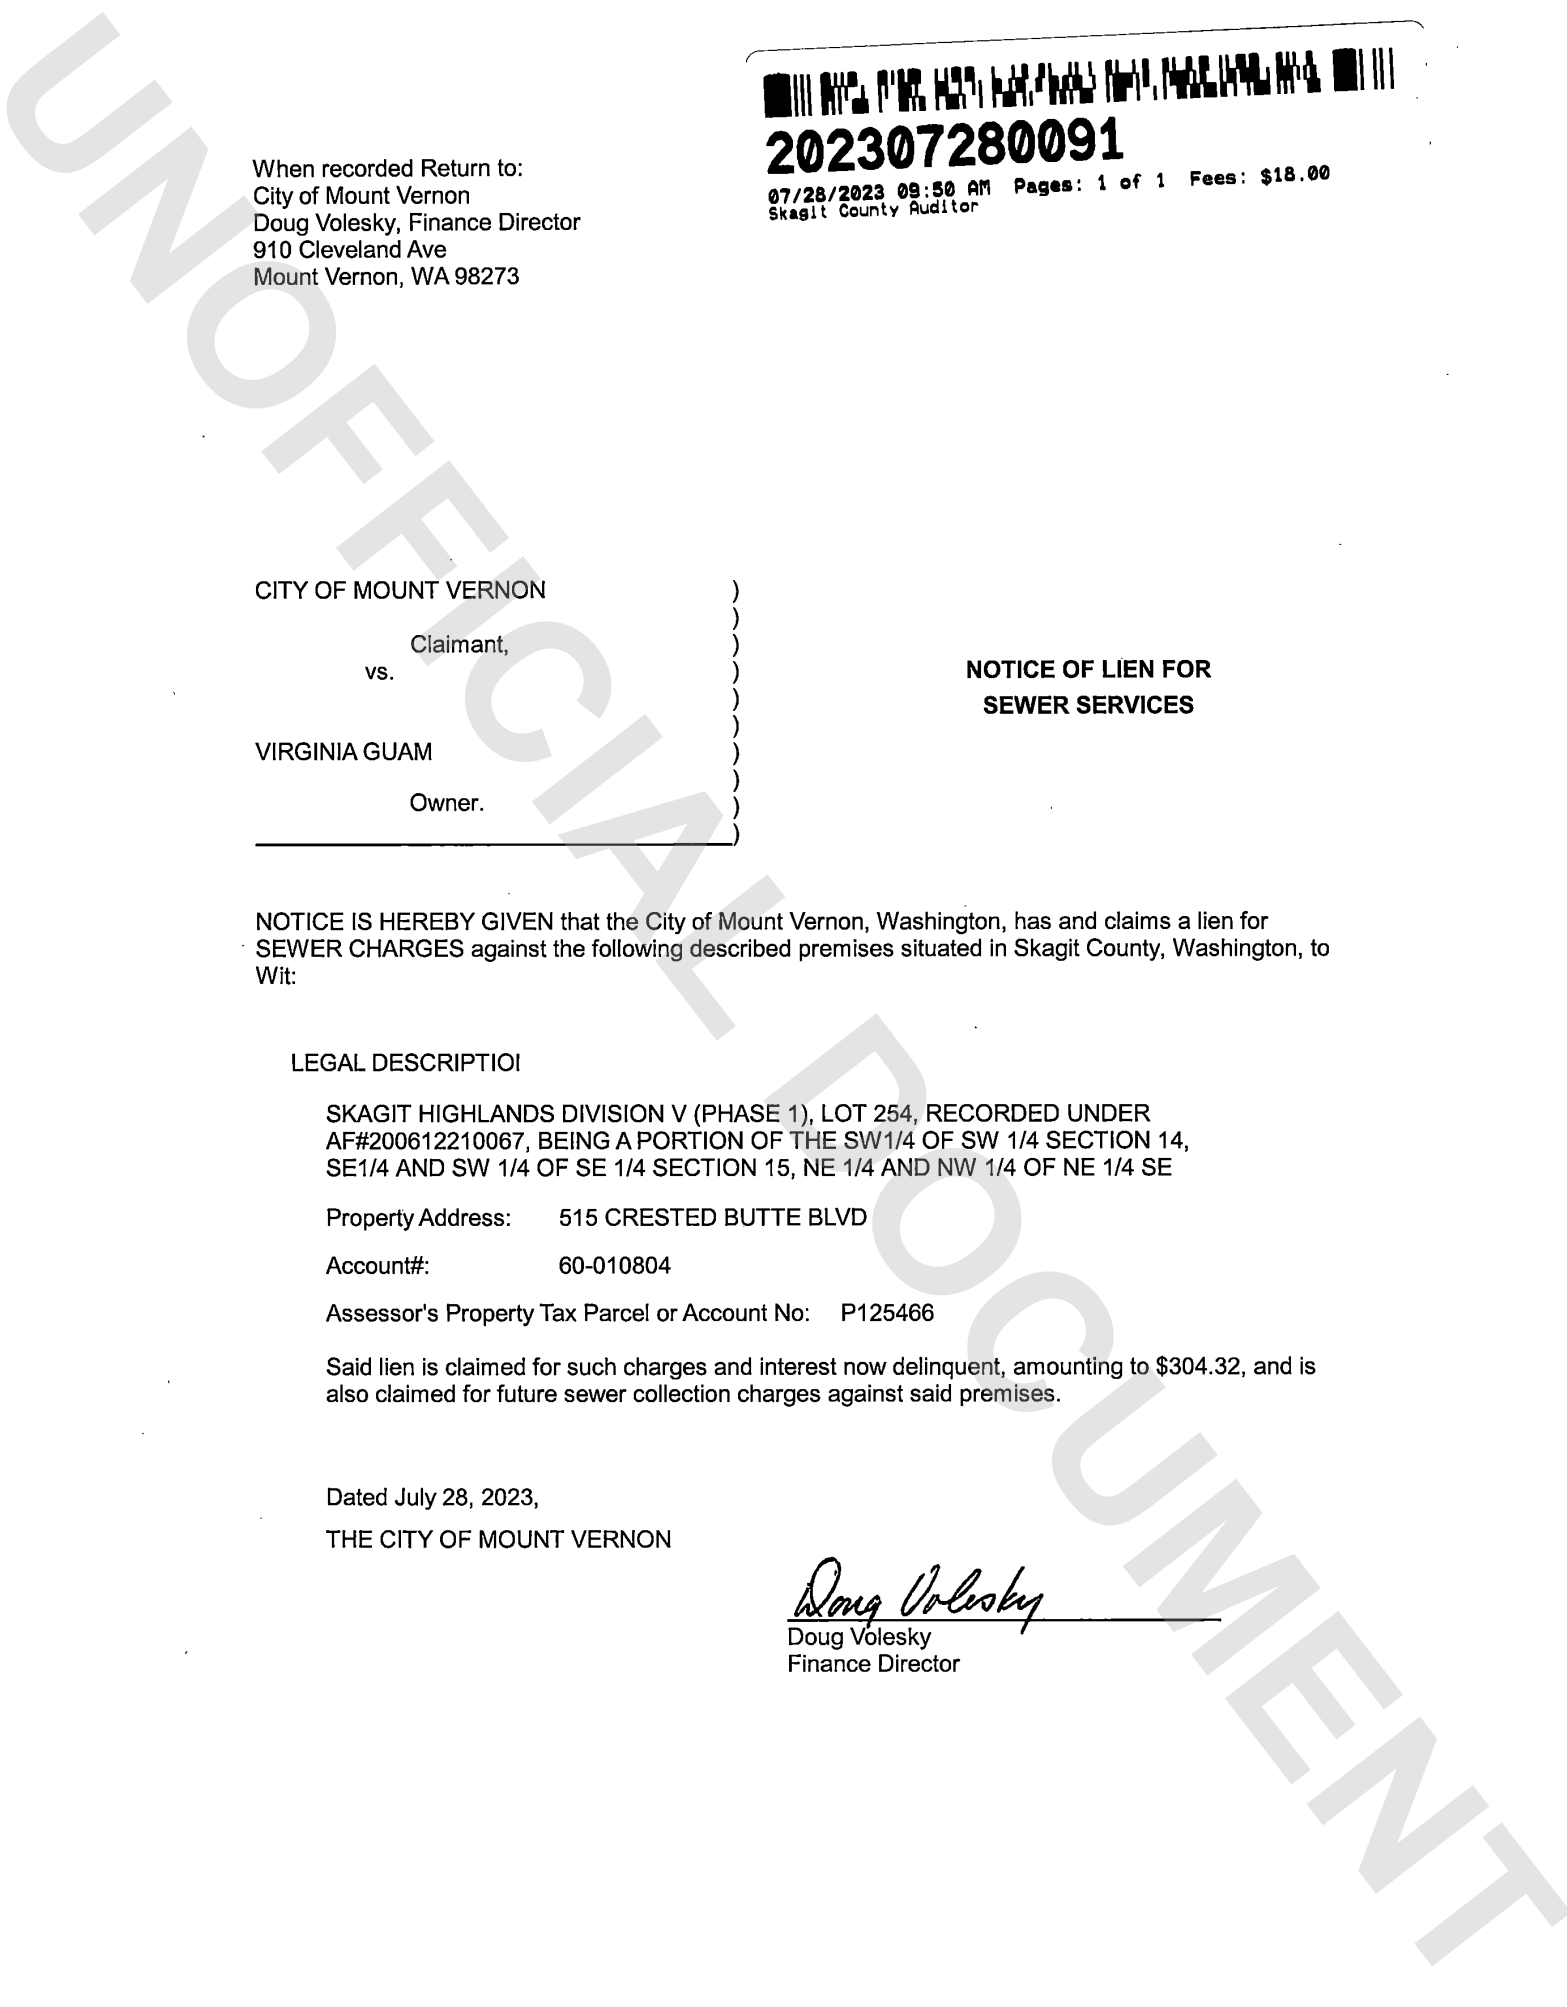 202307280091
07/28/2023 09:50 AM Pages: 1 of 1 Fees: $18.00
Skagit County Auditor
When recorded Return to:
City of Mount Vernon
Doug Volesky, Finance Director
910 Cleveland Ave
Mount Vernon, WA 98273
CITY OF MOUNT VERNON )
)
Claimant, )
vs. )
)
)
VIRGINIA GUAM )
)
Owner. )
)
NOTICE OF LIEN FOR
SEWER SERVICES
NOTICE IS HEREBY GIVEN that the City of Mount Vernon, Washington, has and claims a lien for
SEWER CHARGES against the following described premises situated in Skagit County, Washington, to
Wit:
LEGAL DESCRIPTIOI
SKAGIT HIGHLANDS DIVISION V (PHASE 1), LOT 254, RECORDED UNDER
AF#200612210067, BEING A PORTION OF THE SW1/4 OF SW 1/4 SECTION 14,
SE1/4 AND SW 1/4 OF SE 1/4 SECTION 15, NE 1/4 AND NW 1/4 OF NE 1/4 SE
Property Address: 515 CRESTED BUTTE BLVD
Account#: 60-010804
Assessor's Property Tax Parcel or Account No: P125466
Said lien is claimed for such charges and interest now delinquent, amounting to $304.32, and is
also claimed for future sewer collection charges against said premises.
Dated July 28, 2023,
THE CITY OF MOUNT VERNON
Doug Volesky
Doug Volesky
Finance Director
UNOFFICIAL DOCUMENT